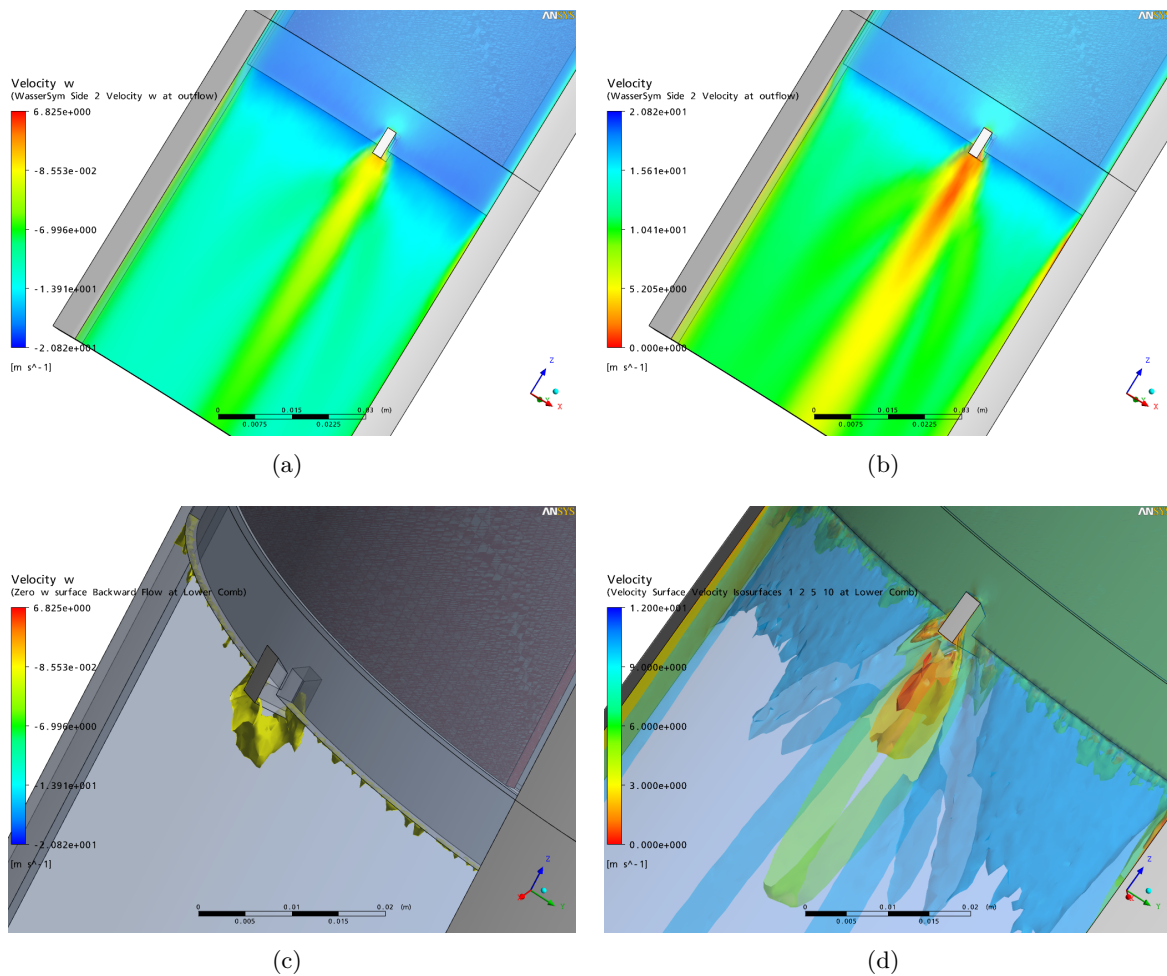 ANSYS
Velocity w
(WasserSym Side 2 Velocity w at outflow)
6.825e+000
-8.553e-002
-6.996e+000
-1.391e+001
-2.082e+001
[m s^-1]
Z
Y
X
0 0.015 0.03 (m)
0.0075 0.0225
(a)
ANSYS
Velocity
(WasserSym Side 2 Velocity at outflow)
2.082e+001
1.561e+001
1.041e+001
5.205e+000
0.000e+000
[m s^-1]
Z
Y
X
0 0.015 0.03 (m)
0.0075 0.0225
(b)
ANSYS
Velocity w
(Zero w surface Backward Flow at Lower Comb)
6.825e+000
-8.553e-002
-6.996e+000
-1.391e+001
-2.082e+001
[m s^-1]
Z
Y
0 0.01 0.02 (m)
0.005 0.015
(c)
ANSYS
Velocity
(Velocity Surface Velocity Isosurfaces 1 2 5 10 at Lower Comb)
1.200e+001
9.000e+000
6.000e+000
3.000e+000
0.000e+000
[m s^-1]
Z
Y
0 0.01 0.02 (m)
0.005 0.015
(d)